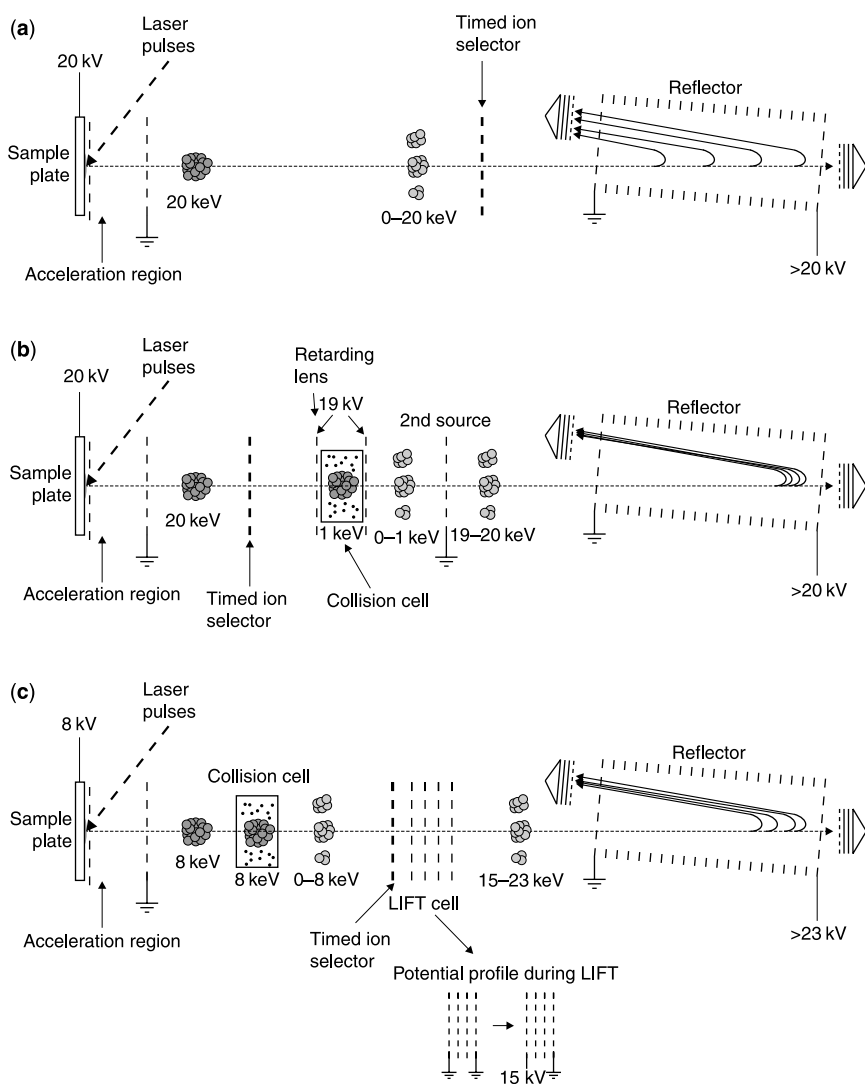 (a)
Laser
pulses
Timed ion
selector
20 kV
Reflector
Sample
plate
20 keV
0–20 keV
Acceleration region
>20 kV
(b)
Laser
pulses
Retarding
lens
20 kV
19 kV
2nd source
Reflector
Sample
plate
20 keV
1 keV
0–1 keV
19–20 keV
Acceleration region
Timed ion
selector
Collision cell
>20 kV
(c)
Laser
pulses
8 kV
Collision cell
Reflector
Sample
plate
8 keV
8 keV
0–8 keV
15–23 keV
LIFT cell
Acceleration region
Timed ion
selector
>23 kV
Potential profile during LIFT
15 kV